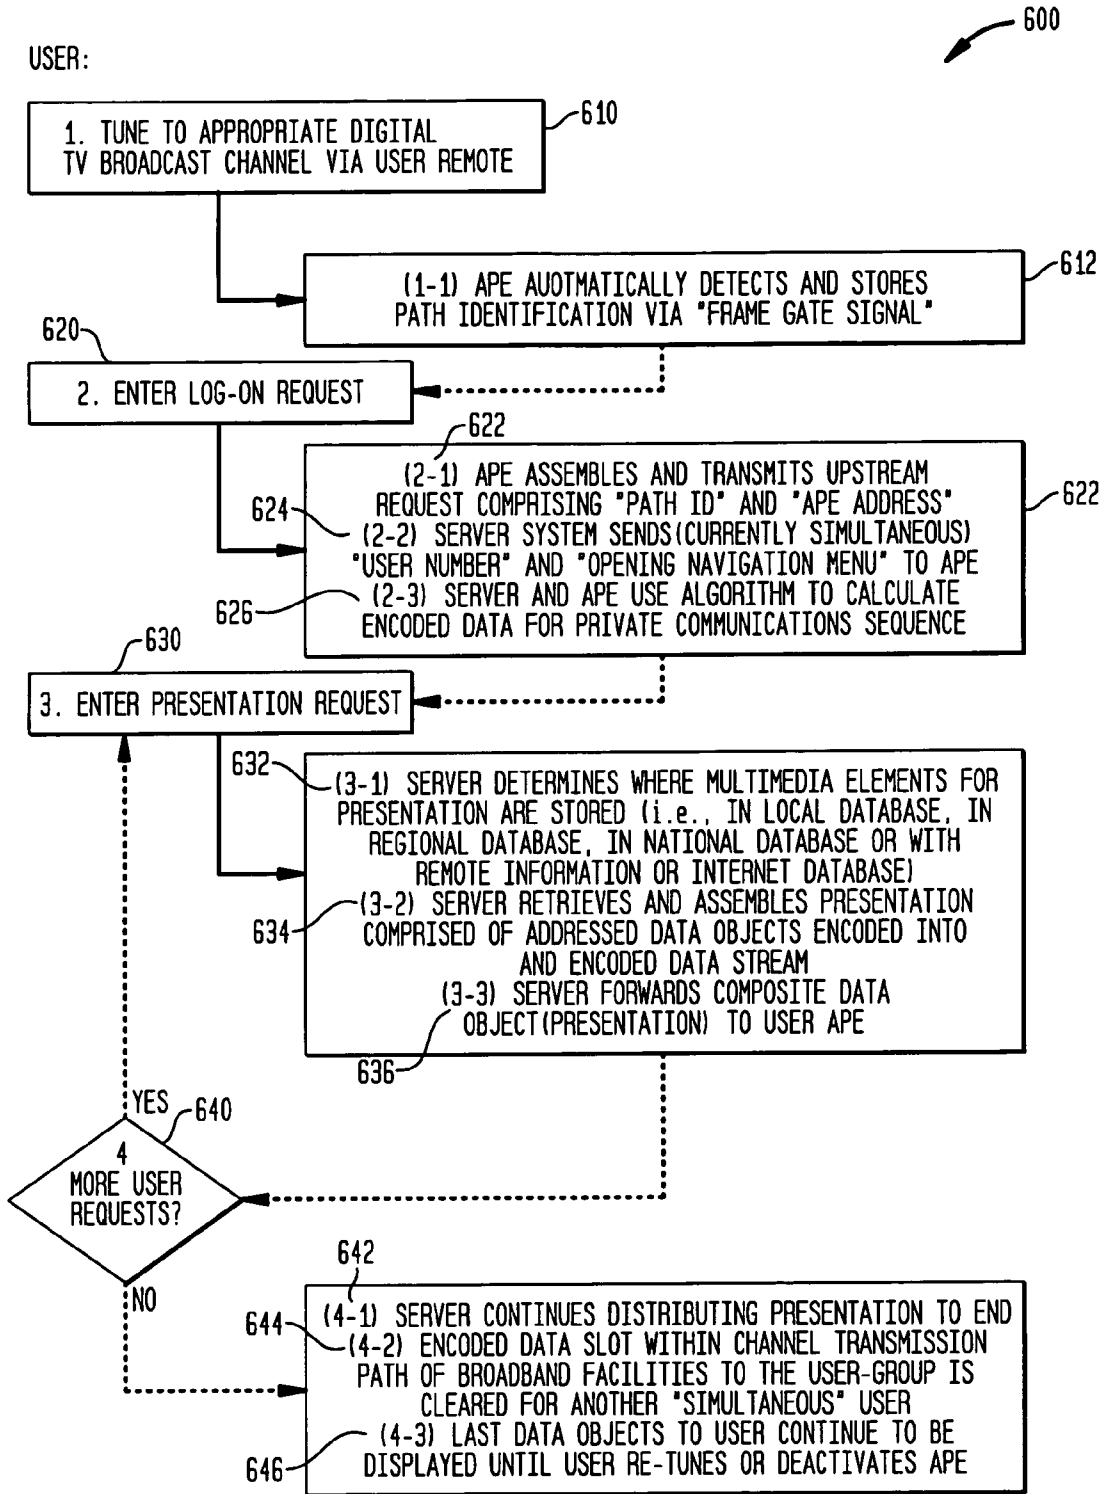 600
USER:
610
1. TUNE TO APPROPRIATE DIGITAL
TV BROADCAST CHANNEL VIA USER REMOTE
612
(1-1) APE AUOTMATICALLY DETECTS AND STORES
PATH IDENTIFICATION VIA "FRAME GATE SIGNAL"
620
2. ENTER LOG-ON REQUEST
622
(2-1) APE ASSEMBLES AND TRANSMITS UPSTREAM
REQUEST COMPRISING "PATH ID" AND "APE ADDRESS"
622
624
(2-2) SERVER SYSTEM SENDS(CURRENTLY SIMULTANEOUS)
"USER NUMBER" AND "OPENING NAVIGATION MENU" TO APE
626
(2-3) SERVER AND APE USE ALGORITHM TO CALCULATE
ENCODED DATA FOR PRIVATE COMMUNICATIONS SEQUENCE
630
3. ENTER PRESENTATION REQUEST
632
(3-1) SERVER DETERMINES WHERE MULTIMEDIA ELEMENTS FOR
PRESENTATION ARE STORED (i.e., IN LOCAL DATABASE, IN
REGIONAL DATABASE, IN NATIONAL DATABASE OR WITH
REMOTE INFORMATION OR INTERNET DATABASE)
634
(3-2) SERVER RETRIEVES AND ASSEMBLES PRESENTATION
COMPRISED OF ADDRESSED DATA OBJECTS ENCODED INTO
AND ENCODED DATA STREAM
(3-3) SERVER FORWARDS COMPOSITE DATA
OBJECT(PRESENTATION) TO USER APE
636
YES
640
4
MORE USER
REQUESTS?
NO
642
(4-1) SERVER CONTINUES DISTRIBUTING PRESENTATION TO END
644
(4-2) ENCODED DATA SLOT WITHIN CHANNEL TRANSMISSION
PATH OF BROADBAND FACILITIES TO THE USER-GROUP IS
CLEARED FOR ANOTHER "SIMULTANEOUS" USER
(4-3) LAST DATA OBJECTS TO USER CONTINUE TO BE
646
DISPLAYED UNTIL USER RE-TUNES OR DEACTIVATES APE